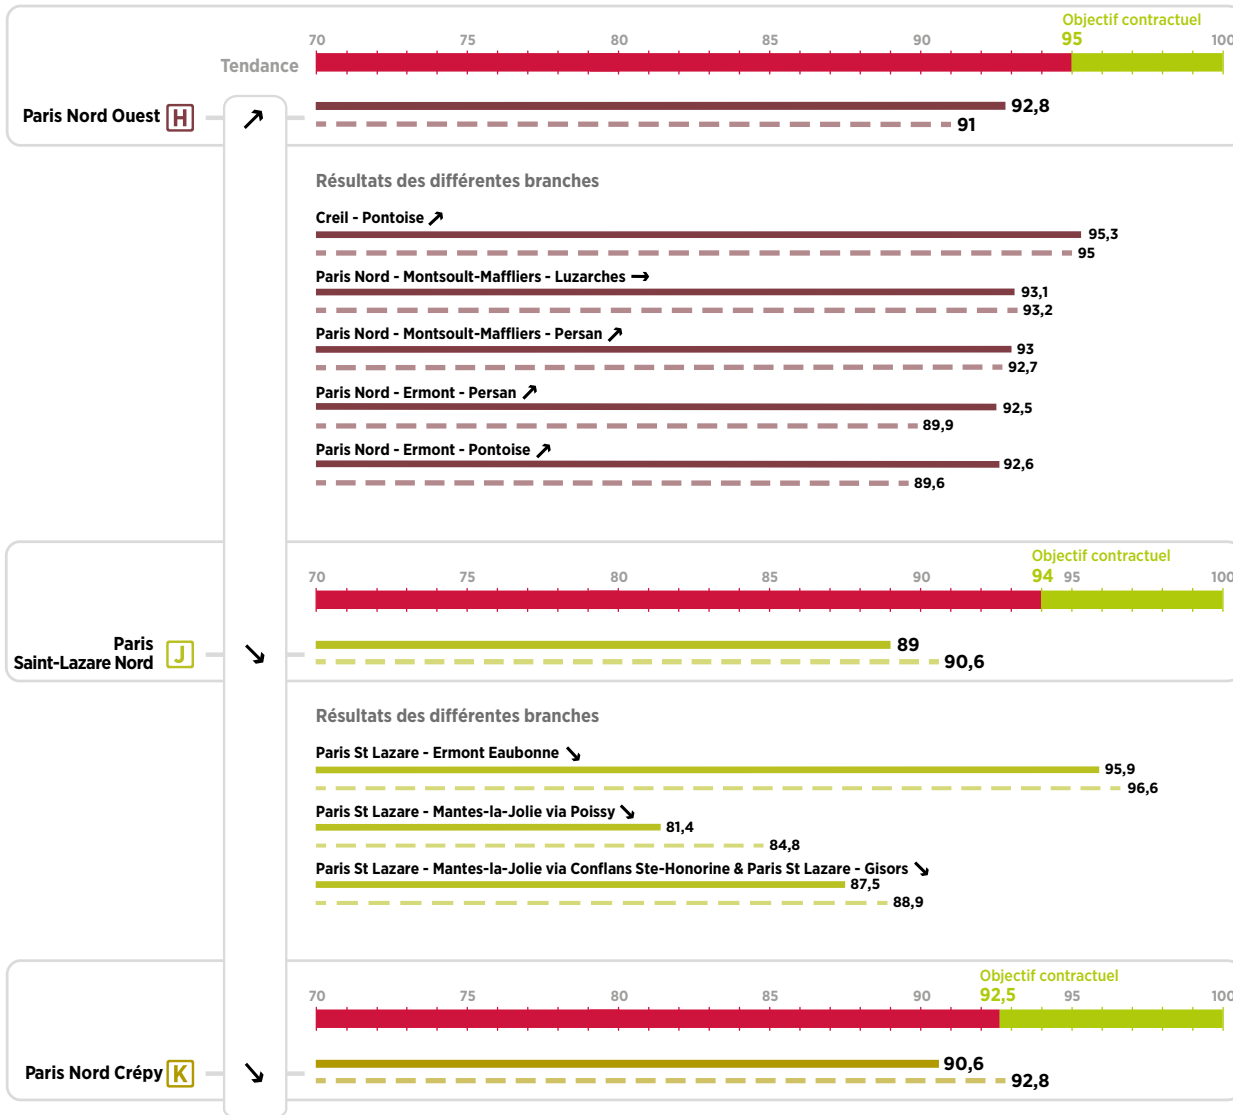 Objectif contractuel
70 75 80 85 90 95 100
Tendance
Paris Nord Ouest H ↗ 92,8
91
Résultats des différentes branches
Creil - Pontoise ↗
95,3
95
Paris Nord - Montsoult-Maffliers - Luzarches →
93,1
93,2
Paris Nord - Montsoult-Maffliers - Persan ↗
93
92,7
Paris Nord - Ermont - Persan ↗
92,5
89,9
Paris Nord - Ermont - Pontoise ↗
92,6
89,6
Objectif contractuel
70 75 80 85 90 94 95 100
Paris
Saint-Lazare Nord J ↘ 89
90,6
Résultats des différentes branches
Paris St Lazare - Ermont Eaubonne ↘
95,9
96,6
Paris St Lazare - Mantes-la-Jolie via Poissy ↘
81,4
84,8
Paris St Lazare - Mantes-la-Jolie via Conflans Ste-Honorine & Paris St Lazare - Gisors ↘
87,5
88,9
Objectif contractuel
70 75 80 85 90 92,5 95 100
Paris Nord Crépy K ↘ 90,6
92,8